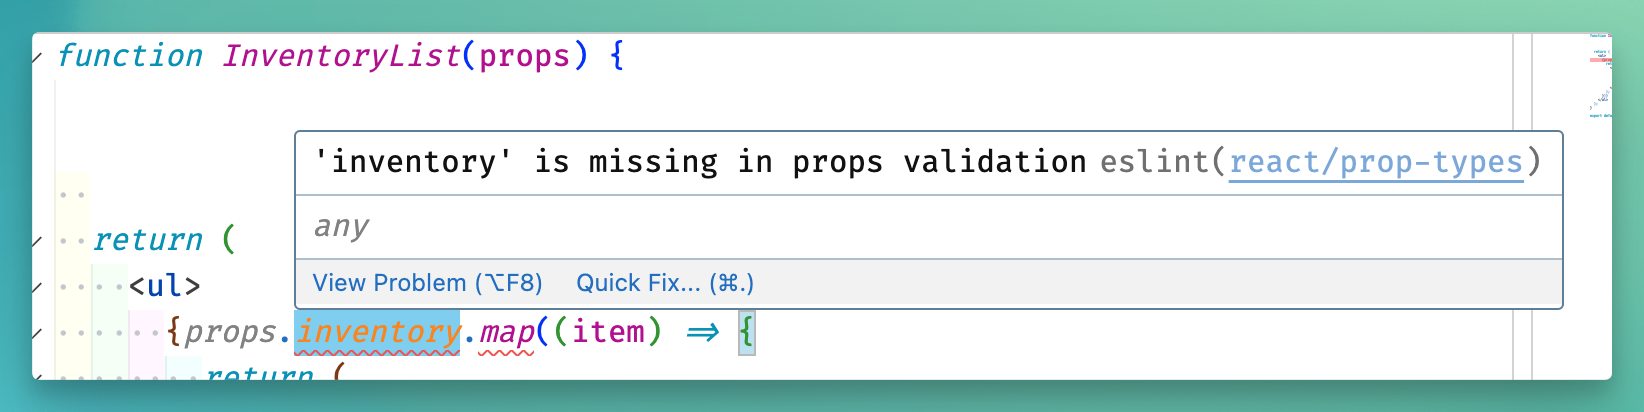 function InventoryList(props) {
'inventory' is missing in props validation eslint(react/prop-types)
any
View Problem (⌥F8) Quick Fix... (⌘.)
return (
<ul>
{props.inventory.map((item) => {
return (